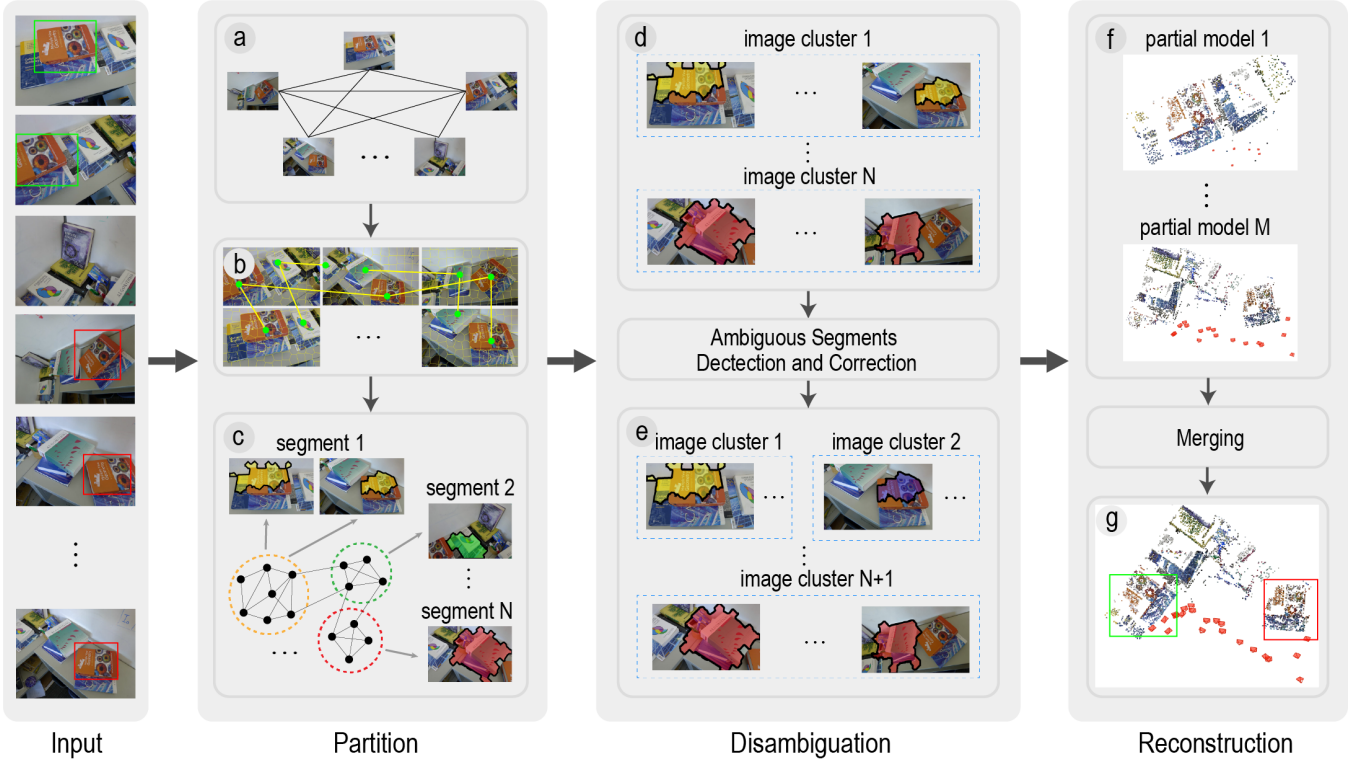 a
b
c
segment 1
segment 2
segment N
d
image cluster 1
image cluster N
Ambiguous Segments
Dectection and Correction
e
image cluster 1
image cluster 2
image cluster N+1
f
partial model 1
partial model M
Merging
g
Input
Partition
Disambiguation
Reconstruction